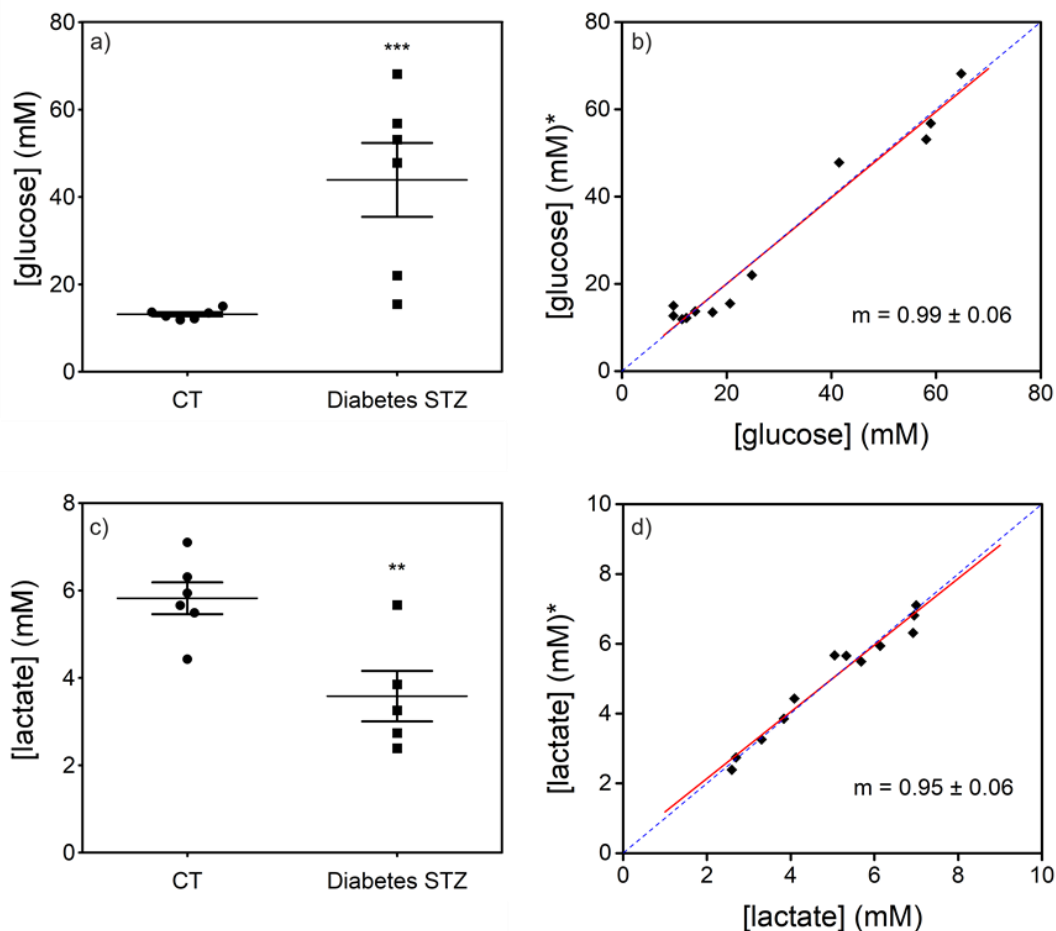 a)
[glucose] (mM)
80
60
40
20
0
***
CT
Diabetes STZ
b)
[glucose] (mM)*
80
60
40
20
0
m = 0.99 ± 0.06
0 20 40 60 80
[glucose] (mM)
c)
[lactate] (mM)
8
6
4
2
0
**
CT
Diabetes STZ
d)
[lactate] (mM)*
10
8
6
4
2
0
m = 0.95 ± 0.06
0 2 4 6 8 10
[lactate] (mM)